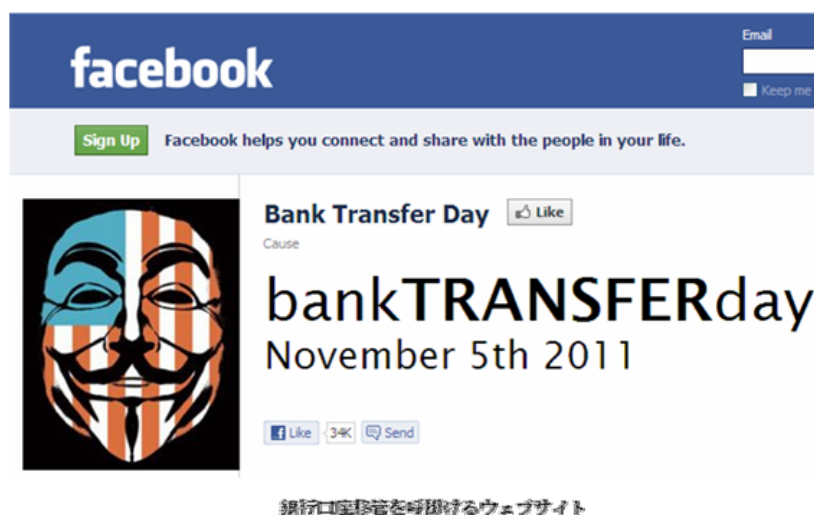 Email
facebook
Keep me
Sign Up Facebook helps you connect and share with the people in your life.
Bank Transfer Day Like
Cause
bankTRANSFERday
November 5th 2011
Like 34K Send
銀行口座移管を呼掛けるウェブサイト